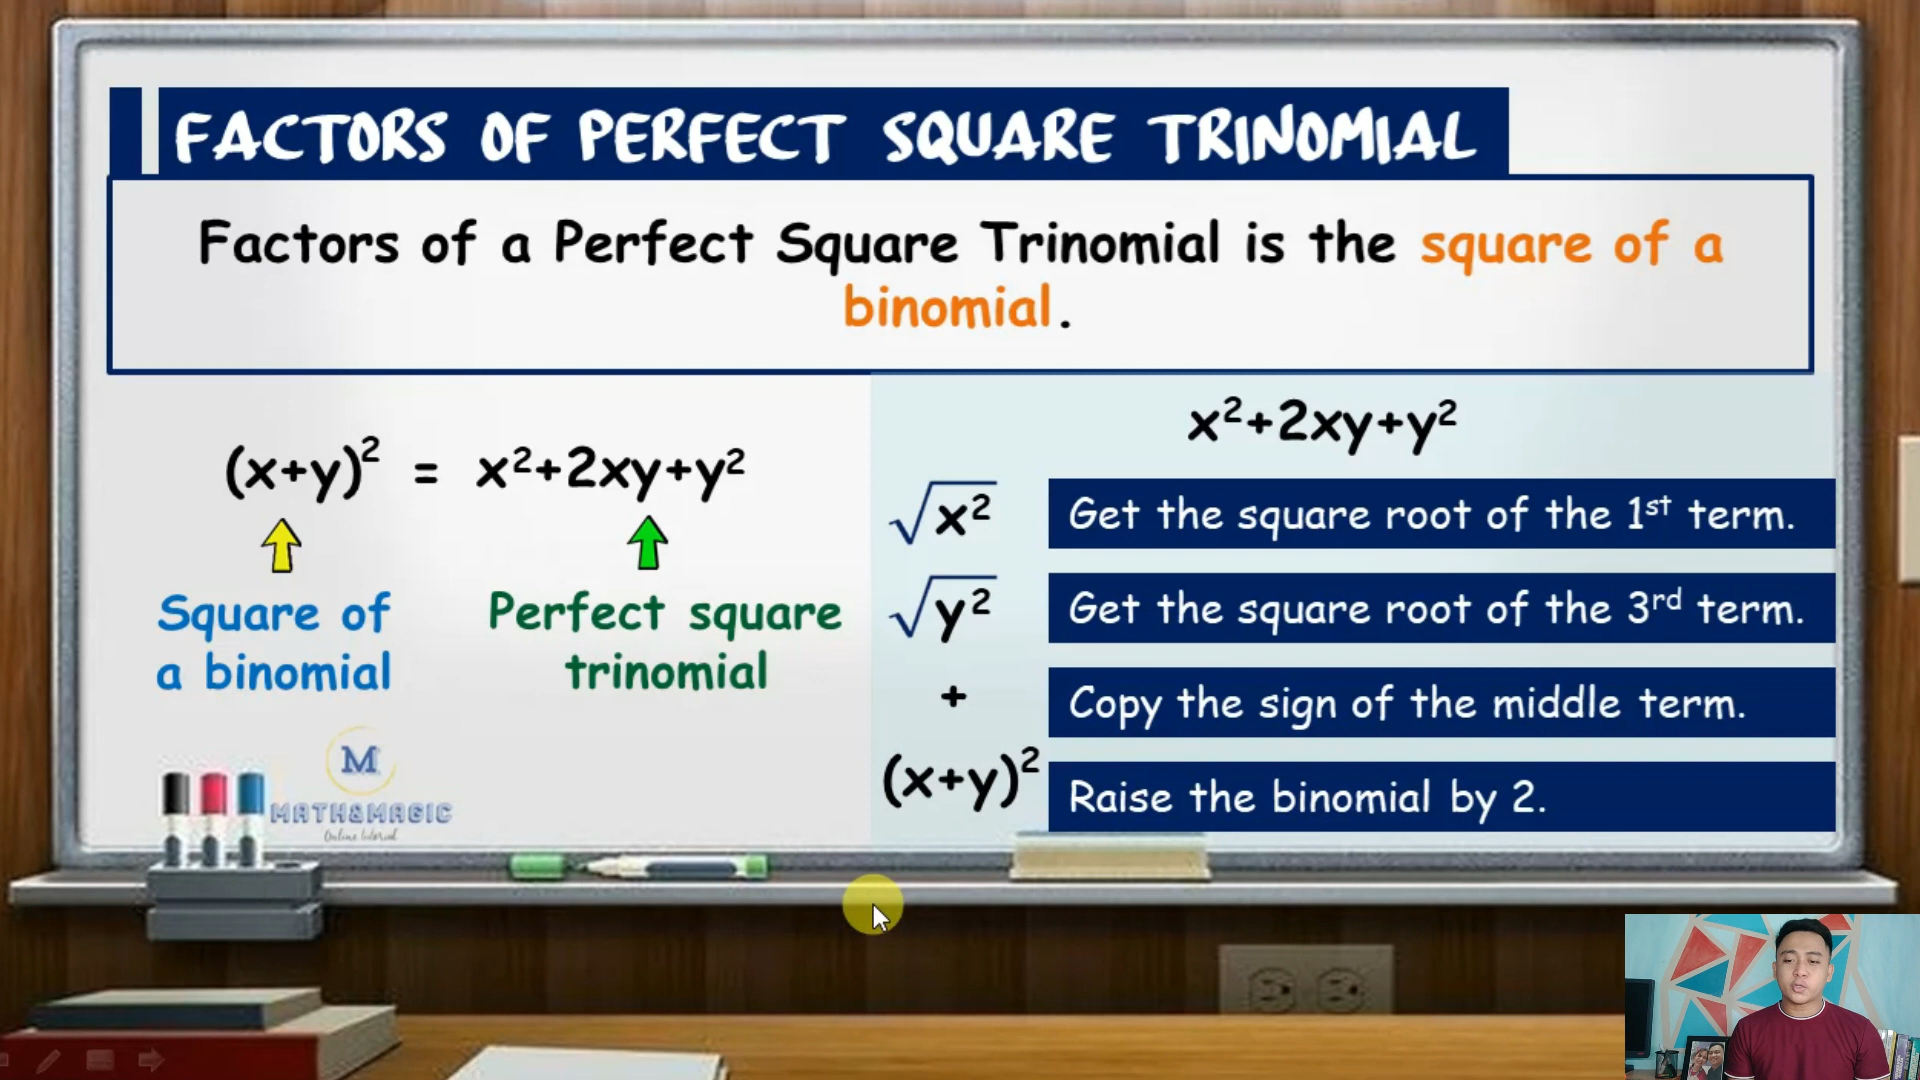 FACTORS OF PERFECT SQUARE TRINOMIAL
Factors of a Perfect Square Trinomial is the square of a
binomial.
(x+y)² = x²+2xy+y²
Square of
a binomial
Perfect square
trinomial
M
MATH&MAGIC
Online tutorial
x²+2xy+y²
√x² Get the square root of the 1st term.
√y² Get the square root of the 3rd term.
+ Copy the sign of the middle term.
(x+y)² Raise the binomial by 2.